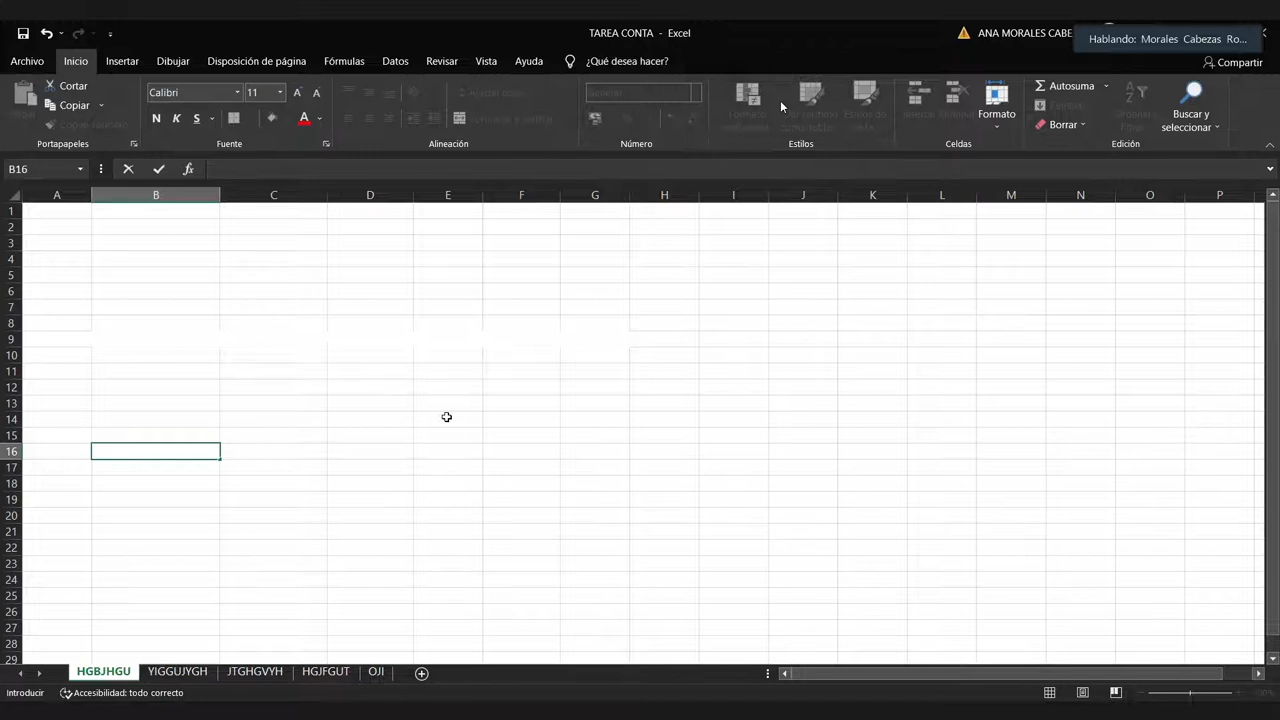 TAREA CONTA - Excel
ANA MORALES CABE
Hablando: Morales Cabezas Ro...
Archivo Inicio Insertar Dibujar Disposición de página Fórmulas Datos Revisar Vista Ayuda ¿Qué desea hacer? Compartir
Cortar
Copiar
Calibri 11
General
N K S A
Formato
Autosuma
Borrar
Buscar y
seleccionar
Portapapeles Fuente Alineación Número Estilos Celdas Edición
B16 fx
A B C D E F G H I J K L M N O P
1
2
3
4
5
6
7
8
9
10
11
12
13
14
15
16
17
18
19
20
21
22
23
24
25
26
27
28
29
HGBJHGU YIGGUJYGH JTGHGVYH HGJFGUT OJI
Introducir Accesibilidad: todo correcto